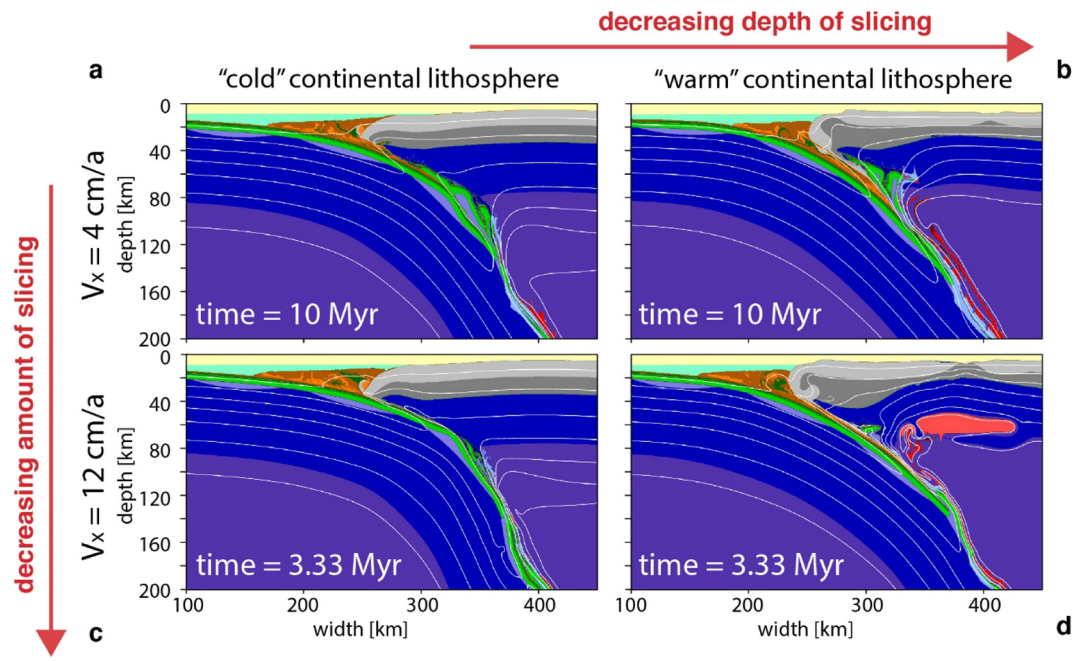 decreasing depth of slicing
a
b
"cold" continental lithosphere
"warm" continental lithosphere
decreasing amount of slicing
Vx = 4 cm/a
depth [km]
0
40
80
120
160
200
time = 10 Myr
time = 10 Myr
Vx = 12 cm/a
depth [km]
0
40
80
120
160
200
time = 3.33 Myr
time = 3.33 Myr
100
200
300
400
100
200
300
400
c
width [km]
width [km]
d